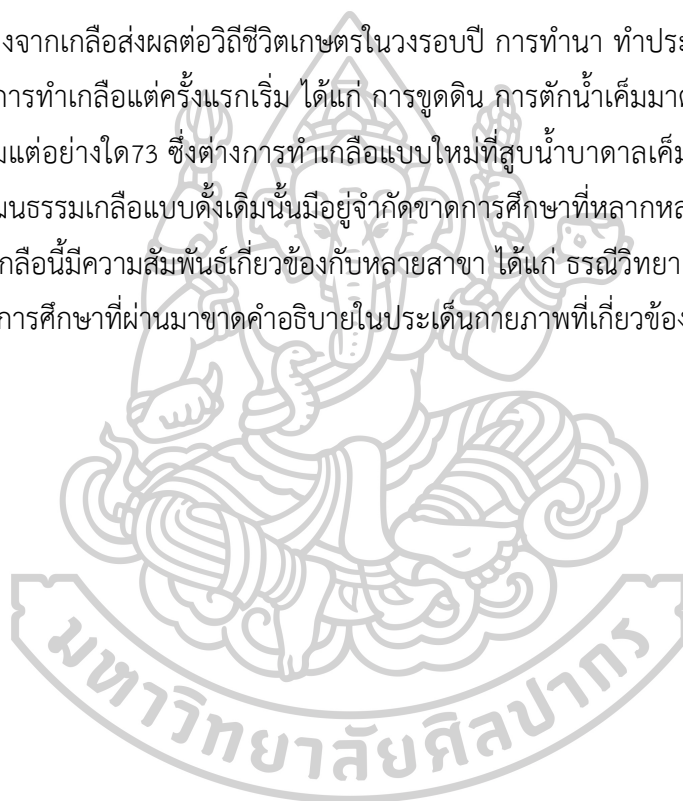 งจากเกลือส่งผลต่อวิถีชีวิตเกษตรในวงรอบปี การทำนา ทำประ
การทำเกลือแต่ครั้งแรกเริ่ม ได้แก่ การขูดดิน การตักน้ำเค็มมาต
มแต่อย่างใด73 ซึ่งต่างการทำเกลือแบบใหม่ที่สูบน้ำบาดาลเค็ม
มนธรรมเกลือแบบดั้งเดิมนั้นมีอยู่จำกัดขาดการศึกษาที่หลากหล
กลือนี้มีความสัมพันธ์เกี่ยวข้องกับหลายสาขา ได้แก่ ธรณีวิทยา
การศึกษาที่ผ่านมาขาดคำอธิบายในประเด็นกายภาพที่เกี่ยวข้อง
มหาวิทยาลัยศิลปากร